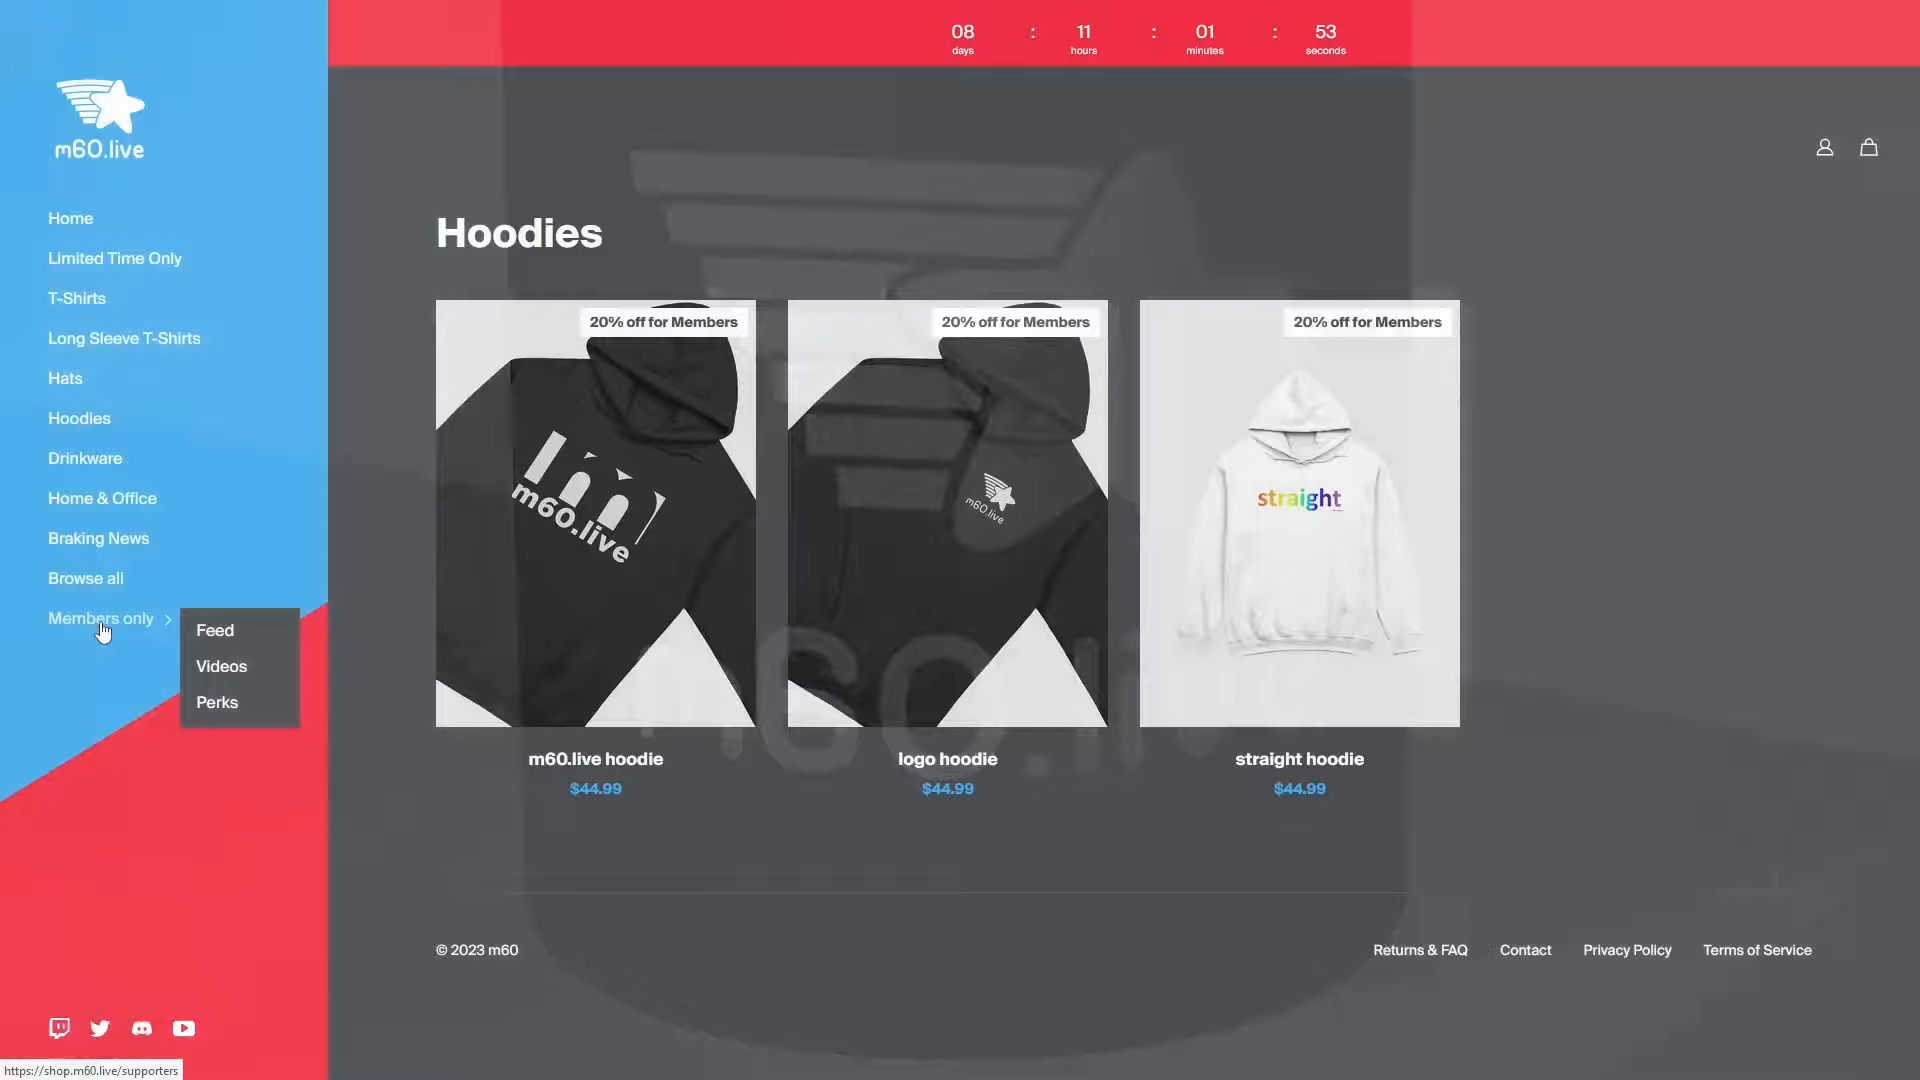 08 : 11 : 01 : 53
days hours minutes seconds
m60.live
Home
Limited Time Only
T-Shirts
Long Sleeve T-Shirts
Hats
Hoodies
Drinkware
Home & Office
Braking News
Browse all
Members only
Feed
Videos
Perks
Hoodies
20% off for Members
20% off for Members
20% off for Members
m60.live
m60.live
straight
m60.live hoodie
$44.99
logo hoodie
$44.99
straight hoodie
$44.99
© 2023 m60
Returns & FAQ Contact Privacy Policy Terms of Service
https://shop.m60.live/supporters